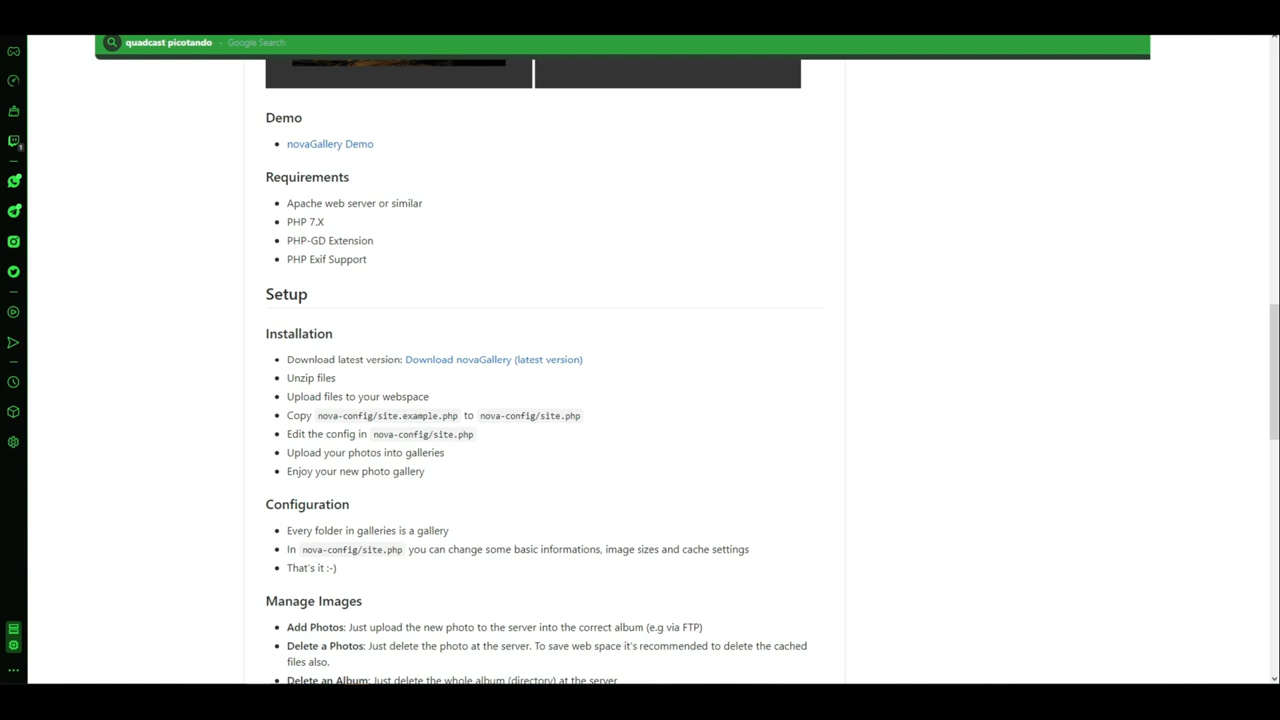 quadcast picotando - Google Search
Demo
novaGallery Demo
Requirements
Apache web server or similar
PHP 7.X
PHP-GD Extension
PHP Exif Support
Setup
Installation
Download latest version: Download novaGallery (latest version)
Unzip files
Upload files to your webspace
Copy nova-config/site.example.php to nova-config/site.php
Edit the config in nova-config/site.php
Upload your photos into galleries
Enjoy your new photo gallery
Configuration
Every folder in galleries is a gallery
In nova-config/site.php you can change some basic informations, image sizes and cache settings
That's it :-)
Manage Images
Add Photos: Just upload the new photo to the server into the correct album (e.g via FTP)
Delete a Photos: Just delete the photo at the server. To save web space it's recommended to delete the cached
files also.
Delete an Album: Just delete the whole album (directory) at the server
1